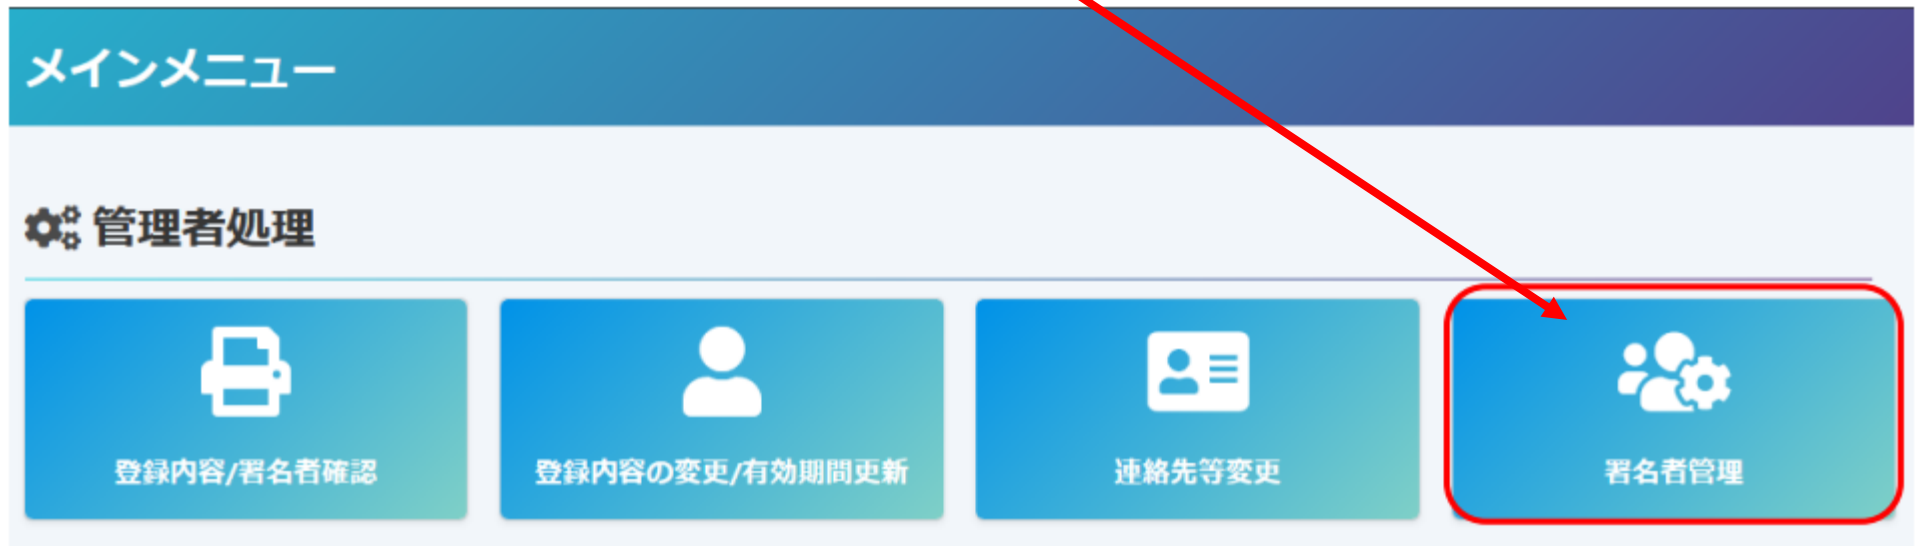 メインメニュー
管理者処理
登録内容/署名者確認
登録内容の変更/有効期間更新
連絡先等変更
署名者管理